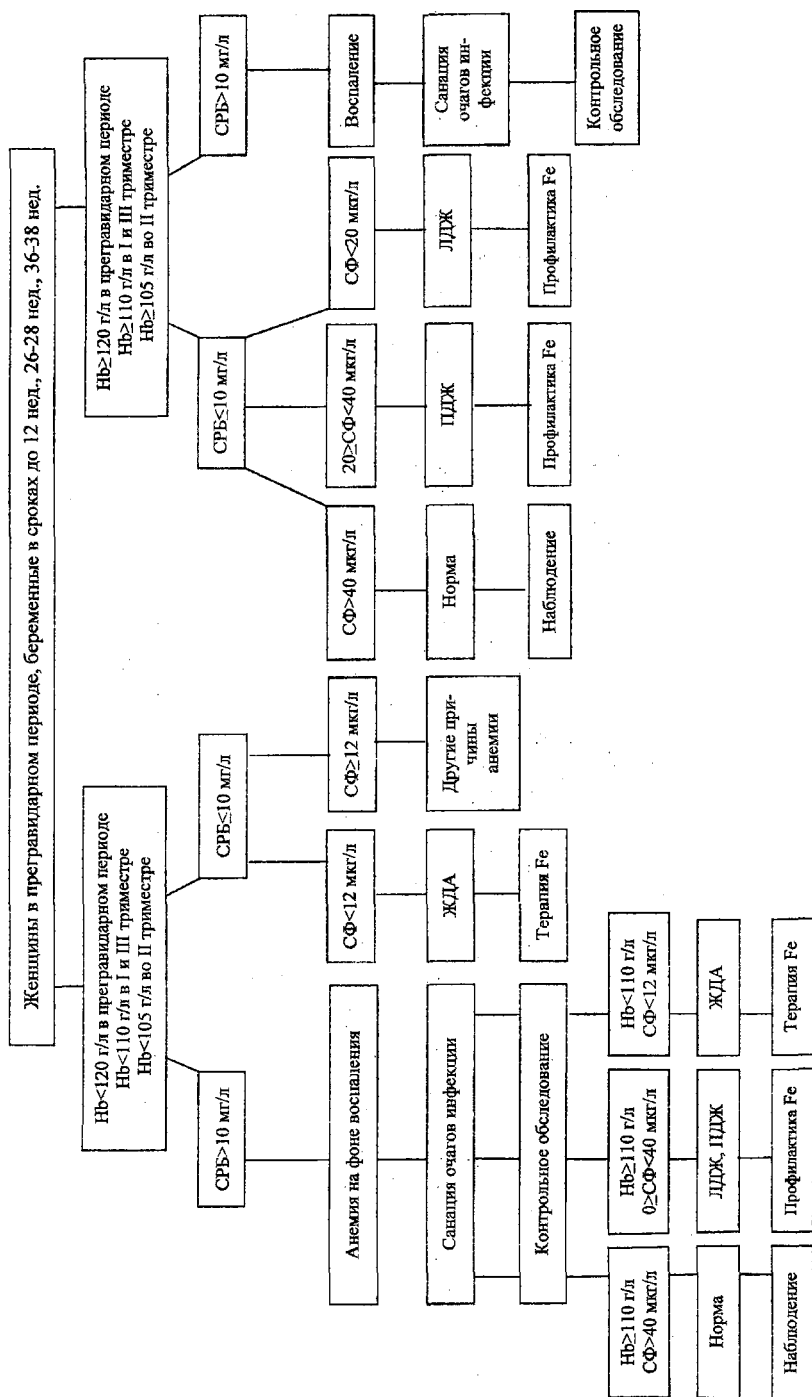 Женщины в прегравидарном периоде, беременные в сроках до 12 нед., 26-28 нед., 36-38 нед.
Hb<120 г/л в прегравидарном периоде
Hb<110 г/л в I и III триместре
Hb<105 г/л во II триместре
Hb≥120 г/л в прегравидарном периоде
Hb≥110 г/л в I и III триместре
Hb≥105 г/л во II триместре
СРБ>10 мг/л
СРБ≤10 мг/л
СРБ≤10 мг/л
СРБ>10 мг/л
Анемия на фоне воспаления
СФ<12 мкг/л
СФ≥12 мкг/л
СФ>40 мкг/л
20≥СФ<40 мкг/л
СФ<20 мкг/л
Воспаление
Санация очагов инфекции
ЖДА
Другие при-
чины
анемии
Норма
ПДЖ
ЛДЖ
Санация
очагов ин-
фекции
Контрольное обследование
Терапия Fe
Наблюдение
Профилактика Fe
Профилактика Fe
Контрольное
обследование
Hb≥110 г/л
СФ>40 мкг/л
Hb≥110 г/л
0≥СФ<40 мкг/л
Hb<110 г/л
СФ<12 мкг/л
Норма
ЛДЖ, ПДЖ
ЖДА
Наблюдение
Профилактика Fe
Терапия Fe